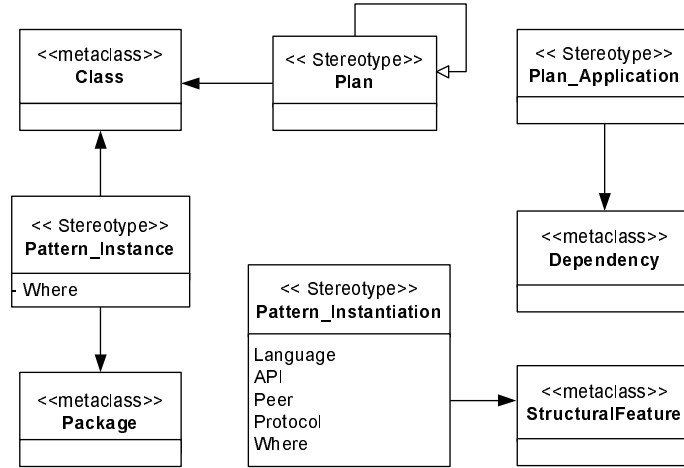 <<metaclass>>
Class
<< Stereotype>>
Plan
<< Stereotype>>
Plan_Application
<< Stereotype>>
Pattern_Instance
- Where
<<metaclass>>
Dependency
<< Stereotype>>
Pattern_Instantiation
Language
API
Peer
Protocol
Where
<<metaclass>>
Package
<<metaclass>>
StructuralFeature